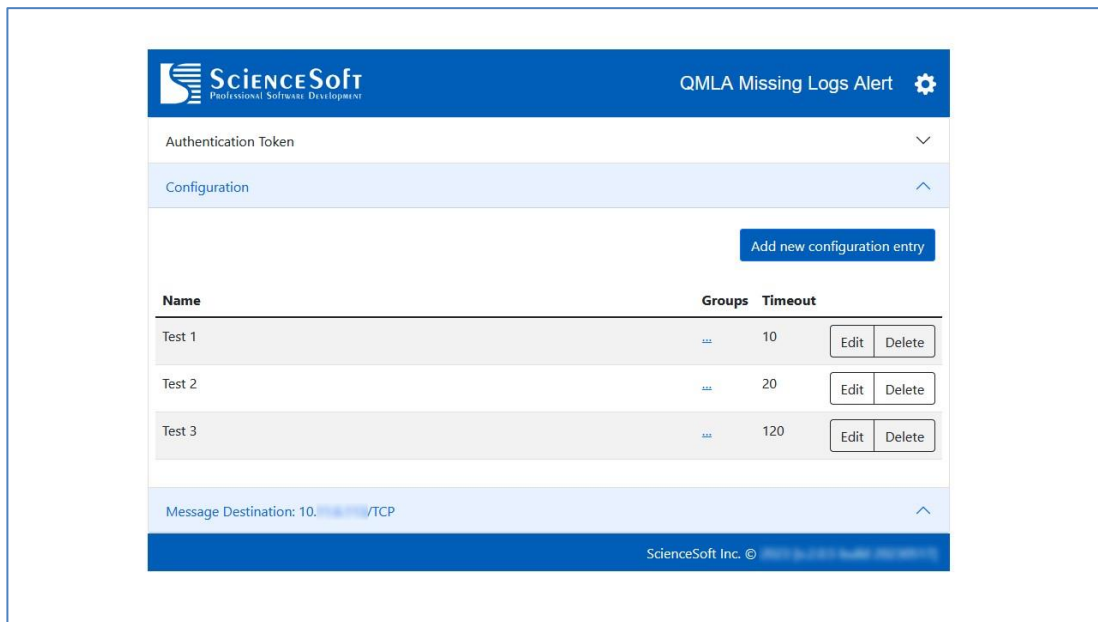 ScienceSoft
Professional Software Development
QMLA Missing Logs Alert
Authentication Token
Configuration
Add new configuration entry
Name Groups Timeout
Test 1 ... 10 Edit Delete
Test 2 ... 20 Edit Delete
Test 3 ... 120 Edit Delete
Message Destination: 10. /TCP
ScienceSoft Inc. ©